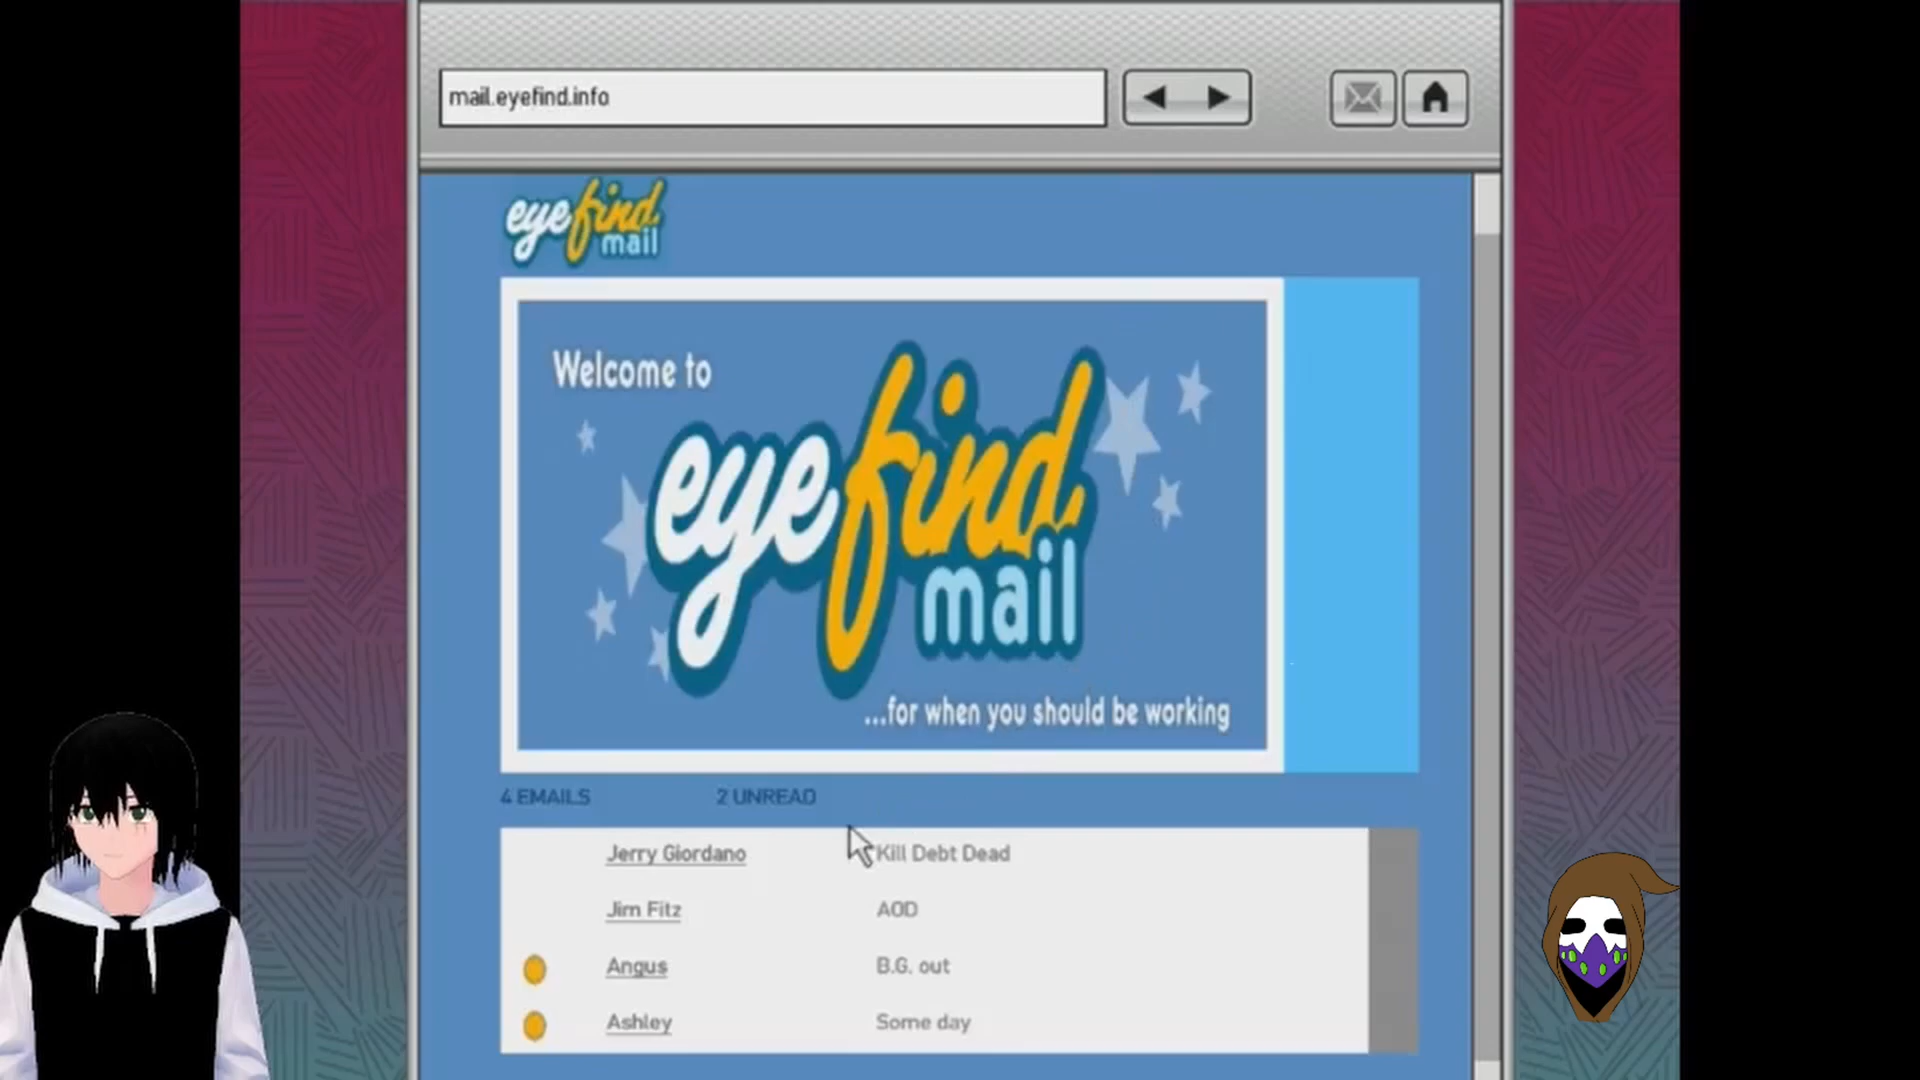 mail.eyefind.info
eyefind
mail
Welcome to
eyefind
mail
...for when you should be working
4 EMAILS 2 UNREAD
Jerry Giordano Kill Debt Dead
Jim Fitz AOD
Angus B.G. out
Ashley Some day